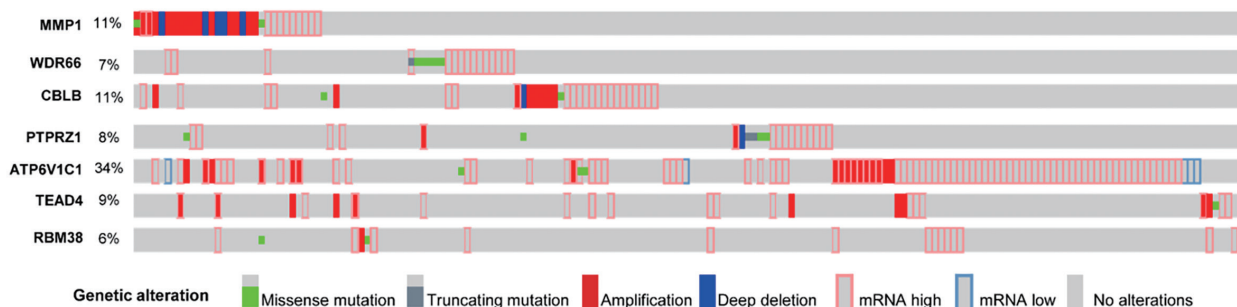 MMP1 11%
WDR66 7%
CBLB 11%
PTPRZ1 8%
ATP6V1C1 34%
TEAD4 9%
RBM38 6%
Genetic alteration Missense mutation Truncating mutation Amplification Deep deletion mRNA high mRNA low No alterations